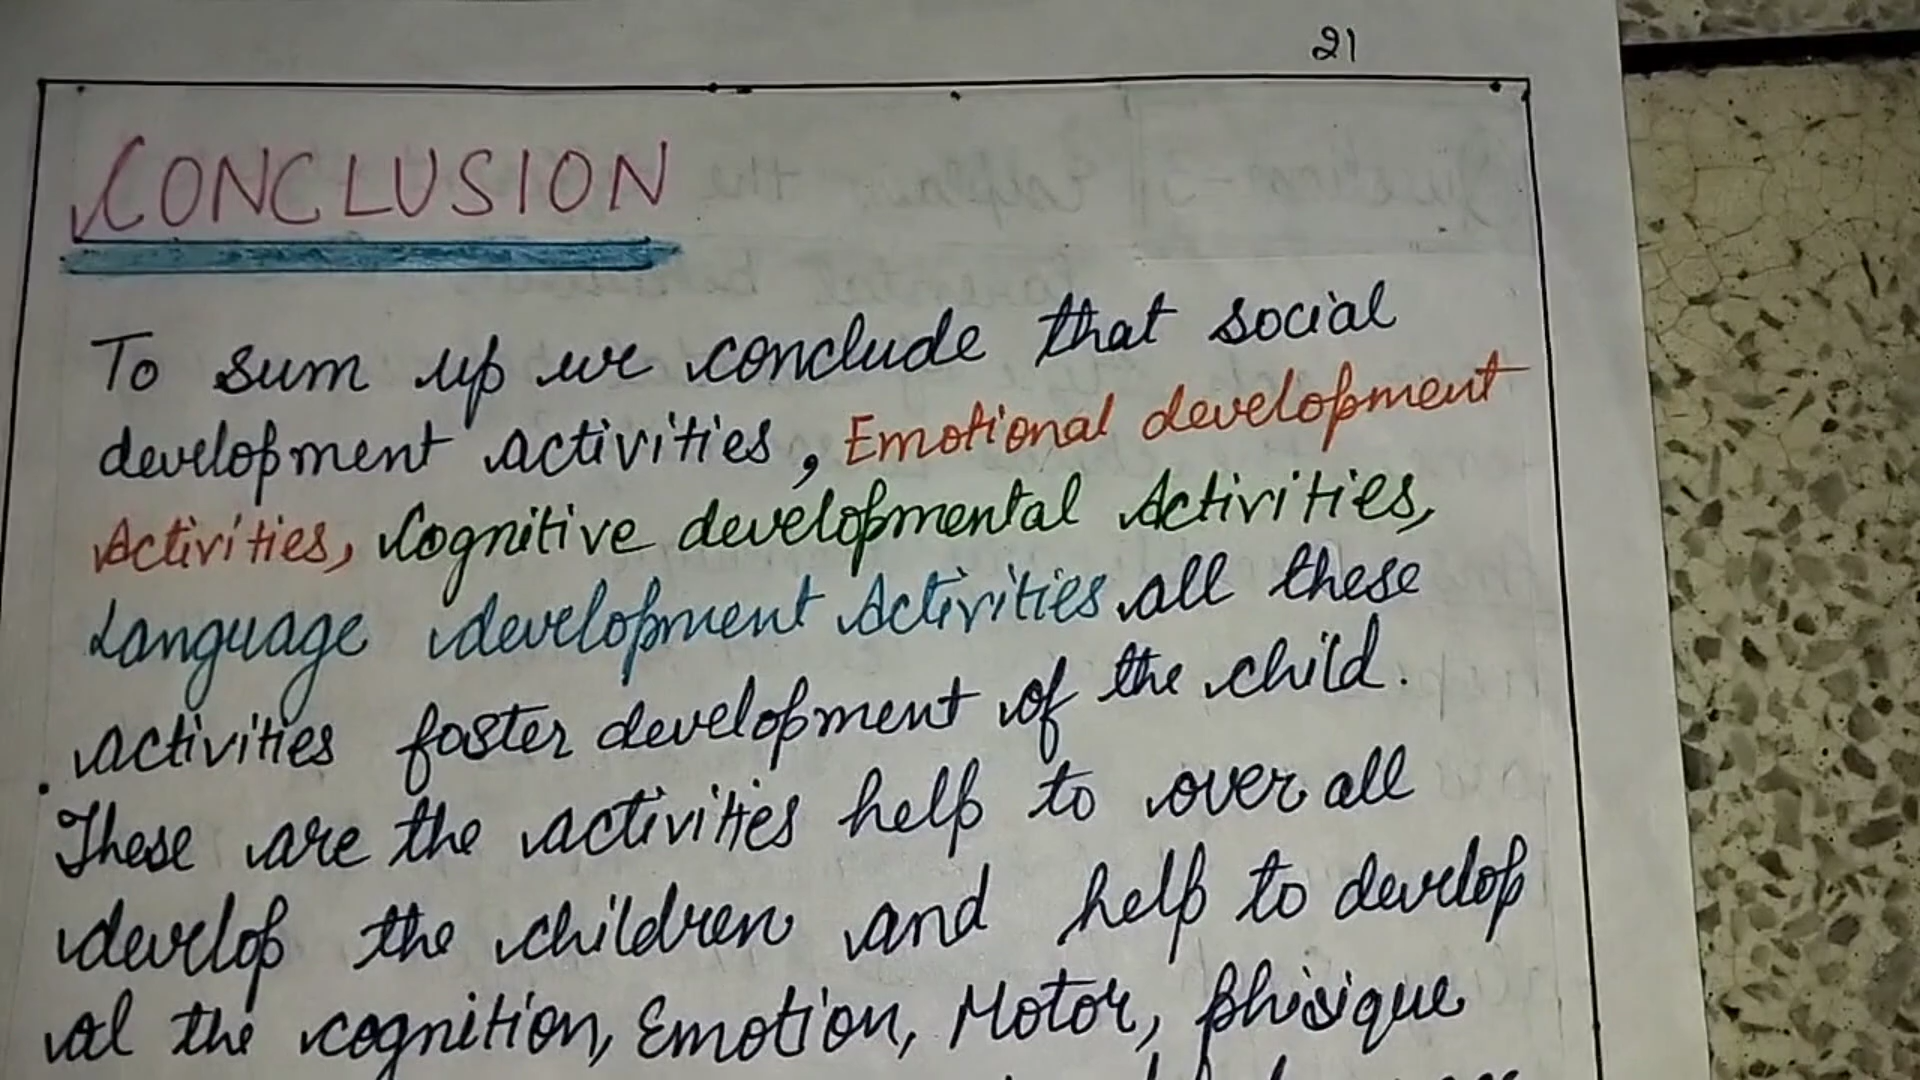 21
CONCLUSION
To sum up we conclude that social
development activities, Emotional development
Activities, Cognitive developmental Activities,
Language development Activities all these
activities foster development of the child.
These are the activities help to over all
develop the children and help to develop
al the cognition, Emotion, Motor, phisique